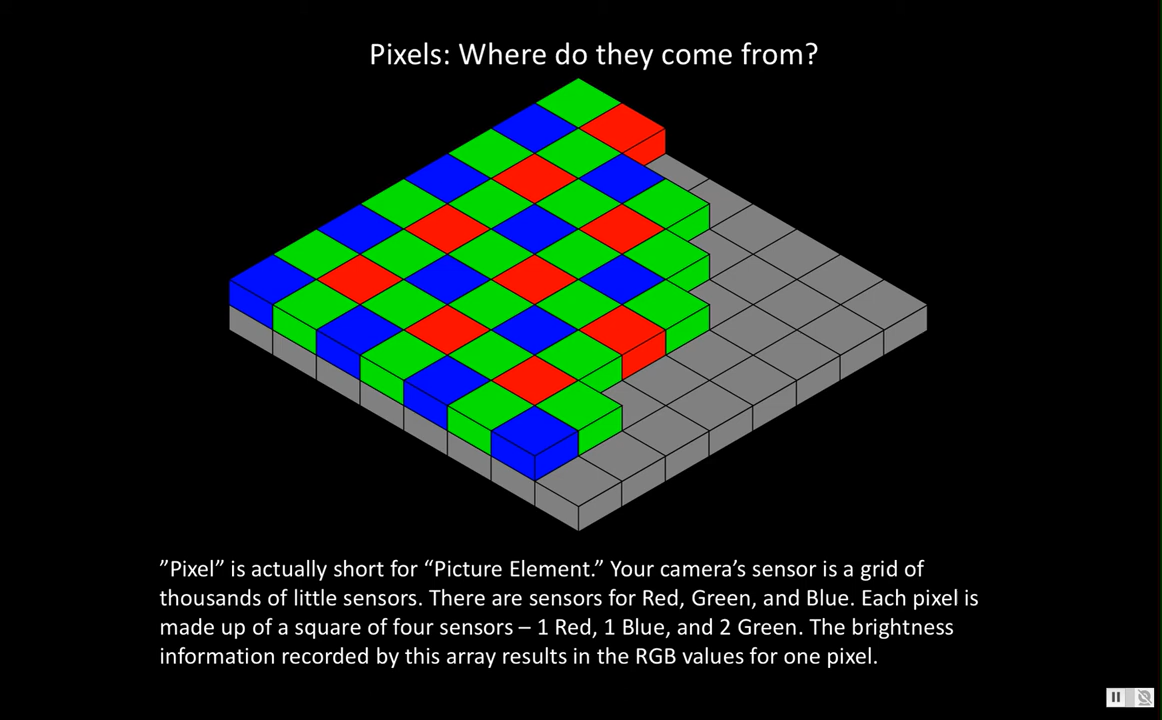 Pixels: Where do they come from?
”Pixel” is actually short for “Picture Element.” Your camera’s sensor is a grid of
thousands of little sensors. There are sensors for Red, Green, and Blue. Each pixel is
made up of a square of four sensors – 1 Red, 1 Blue, and 2 Green. The brightness
information recorded by this array results in the RGB values for one pixel.